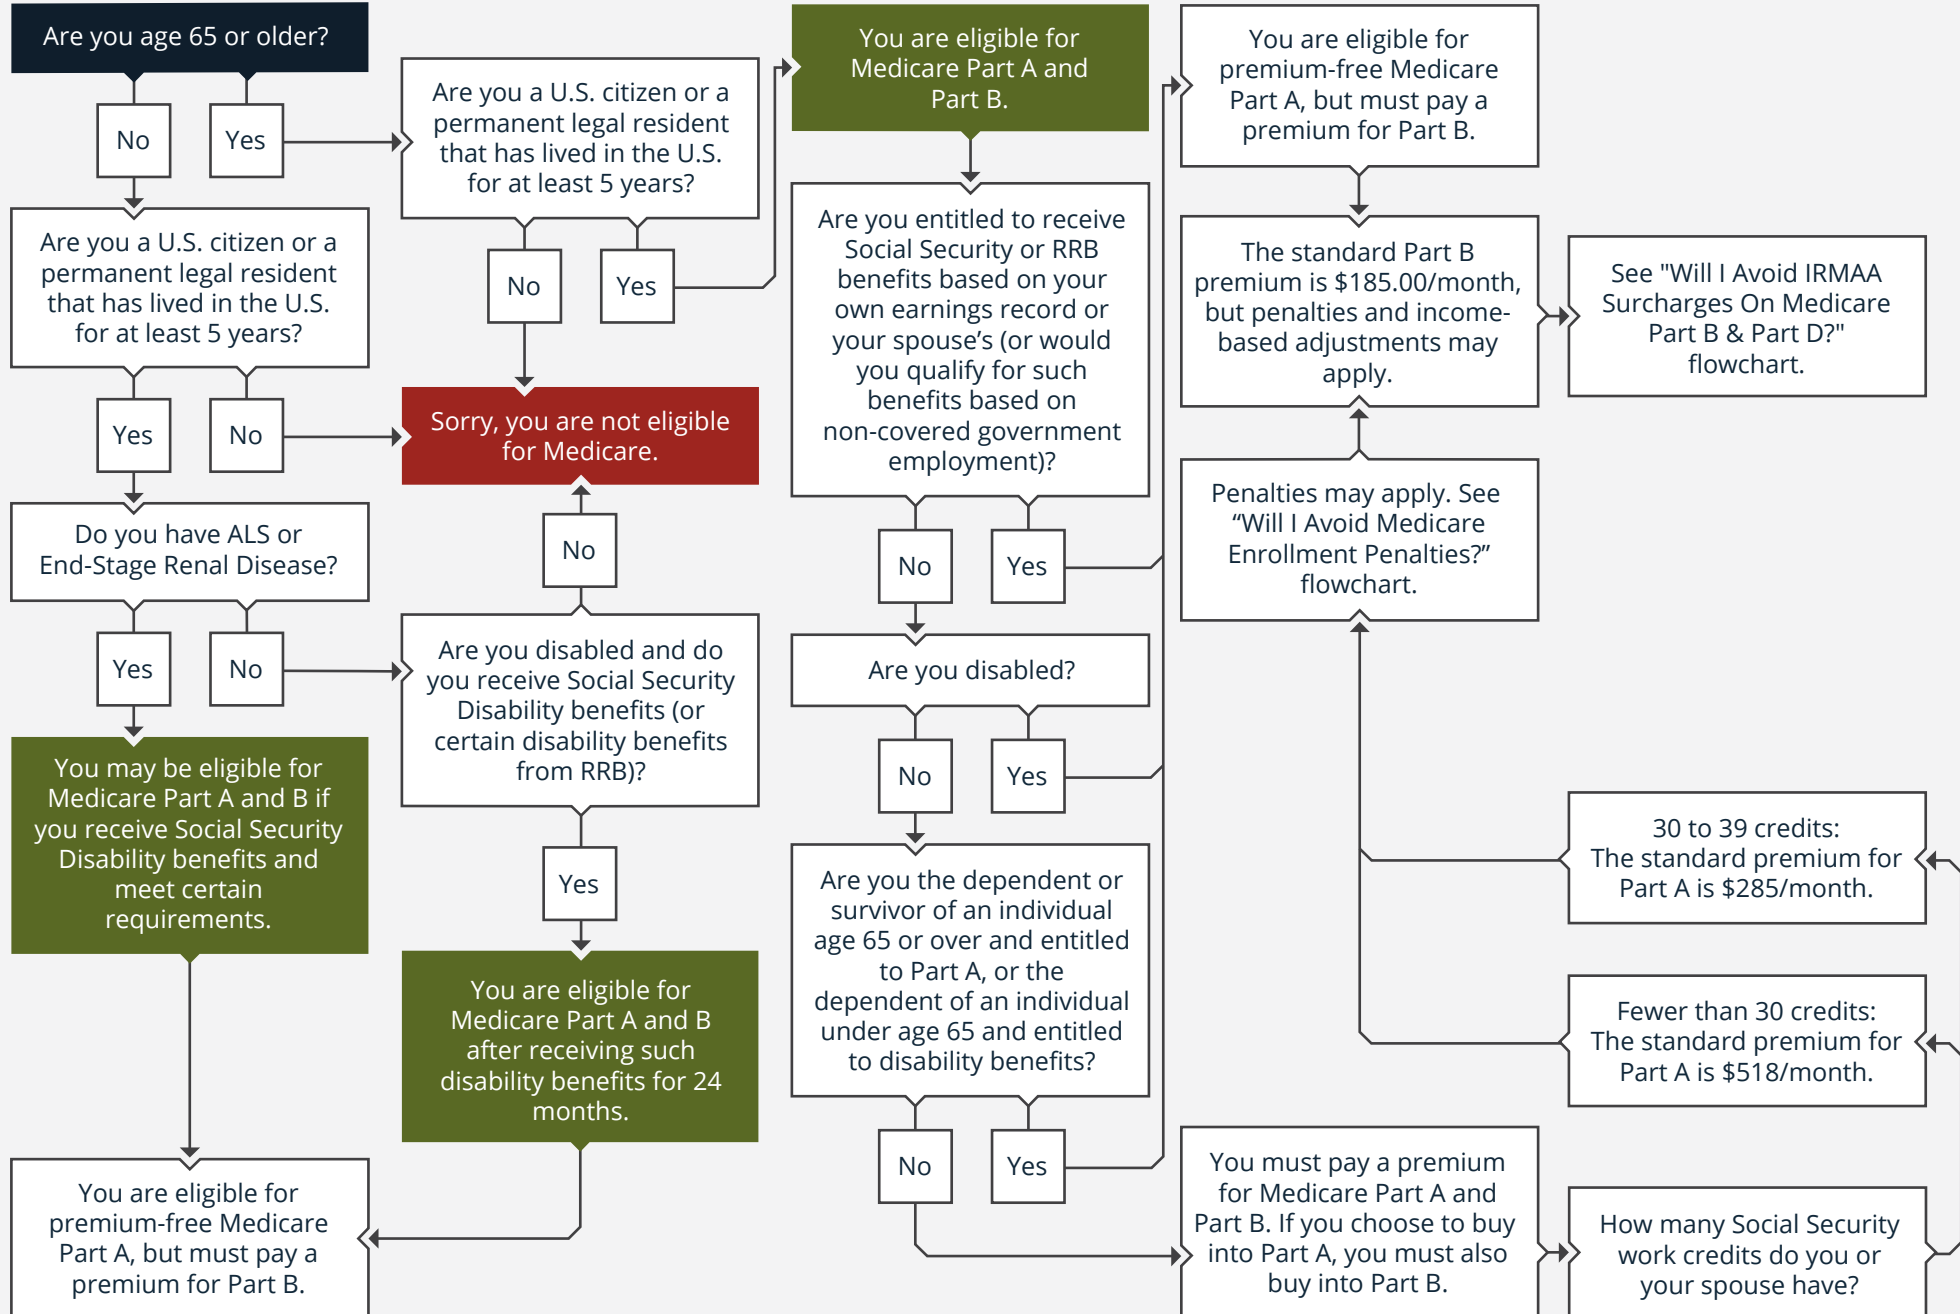 Are you age 65 or older?
No
Yes
Are you a U.S. citizen or a
permanent legal resident
that has lived in the U.S.
for at least 5 years?
Yes
No
Do you have ALS or
End-Stage Renal Disease?
Yes
No
You may be eligible for
Medicare Part A and B if
you receive Social Security
Disability benefits and
meet certain
requirements.
You are eligible for
premium-free Medicare
Part A, but must pay a
premium for Part B.
Are you a U.S. citizen or a
permanent legal resident
that has lived in the U.S.
for at least 5 years?
No
Yes
Sorry, you are not eligible
for Medicare.
No
Are you disabled and do
you receive Social Security
Disability benefits (or
certain disability benefits
from RRB)?
Yes
You are eligible for
Medicare Part A and B
after receiving such
disability benefits for 24
months.
You are eligible for
Medicare Part A and
Part B.
Are you entitled to receive
Social Security or RRB
benefits based on your
own earnings record or
your spouse’s (or would
you qualify for such
benefits based on
non-covered government
employment)?
No
Yes
Are you disabled?
No
Yes
Are you the dependent or
survivor of an individual
age 65 or over and entitled
to Part A, or the
dependent of an individual
under age 65 and entitled
to disability benefits?
No
Yes
You are eligible for
premium-free Medicare
Part A, but must pay a
premium for Part B.
The standard Part B
premium is $185.00/month,
but penalties and income-
based adjustments may
apply.
See "Will I Avoid IRMAA
Surcharges On Medicare
Part B & Part D?"
flowchart.
Penalties may apply. See
“Will I Avoid Medicare
Enrollment Penalties?”
flowchart.
30 to 39 credits:
The standard premium for
Part A is $285/month.
Fewer than 30 credits:
The standard premium for
Part A is $518/month.
You must pay a premium
for Medicare Part A and
Part B. If you choose to buy
into Part A, you must also
buy into Part B.
How many Social Security
work credits do you or
your spouse have?